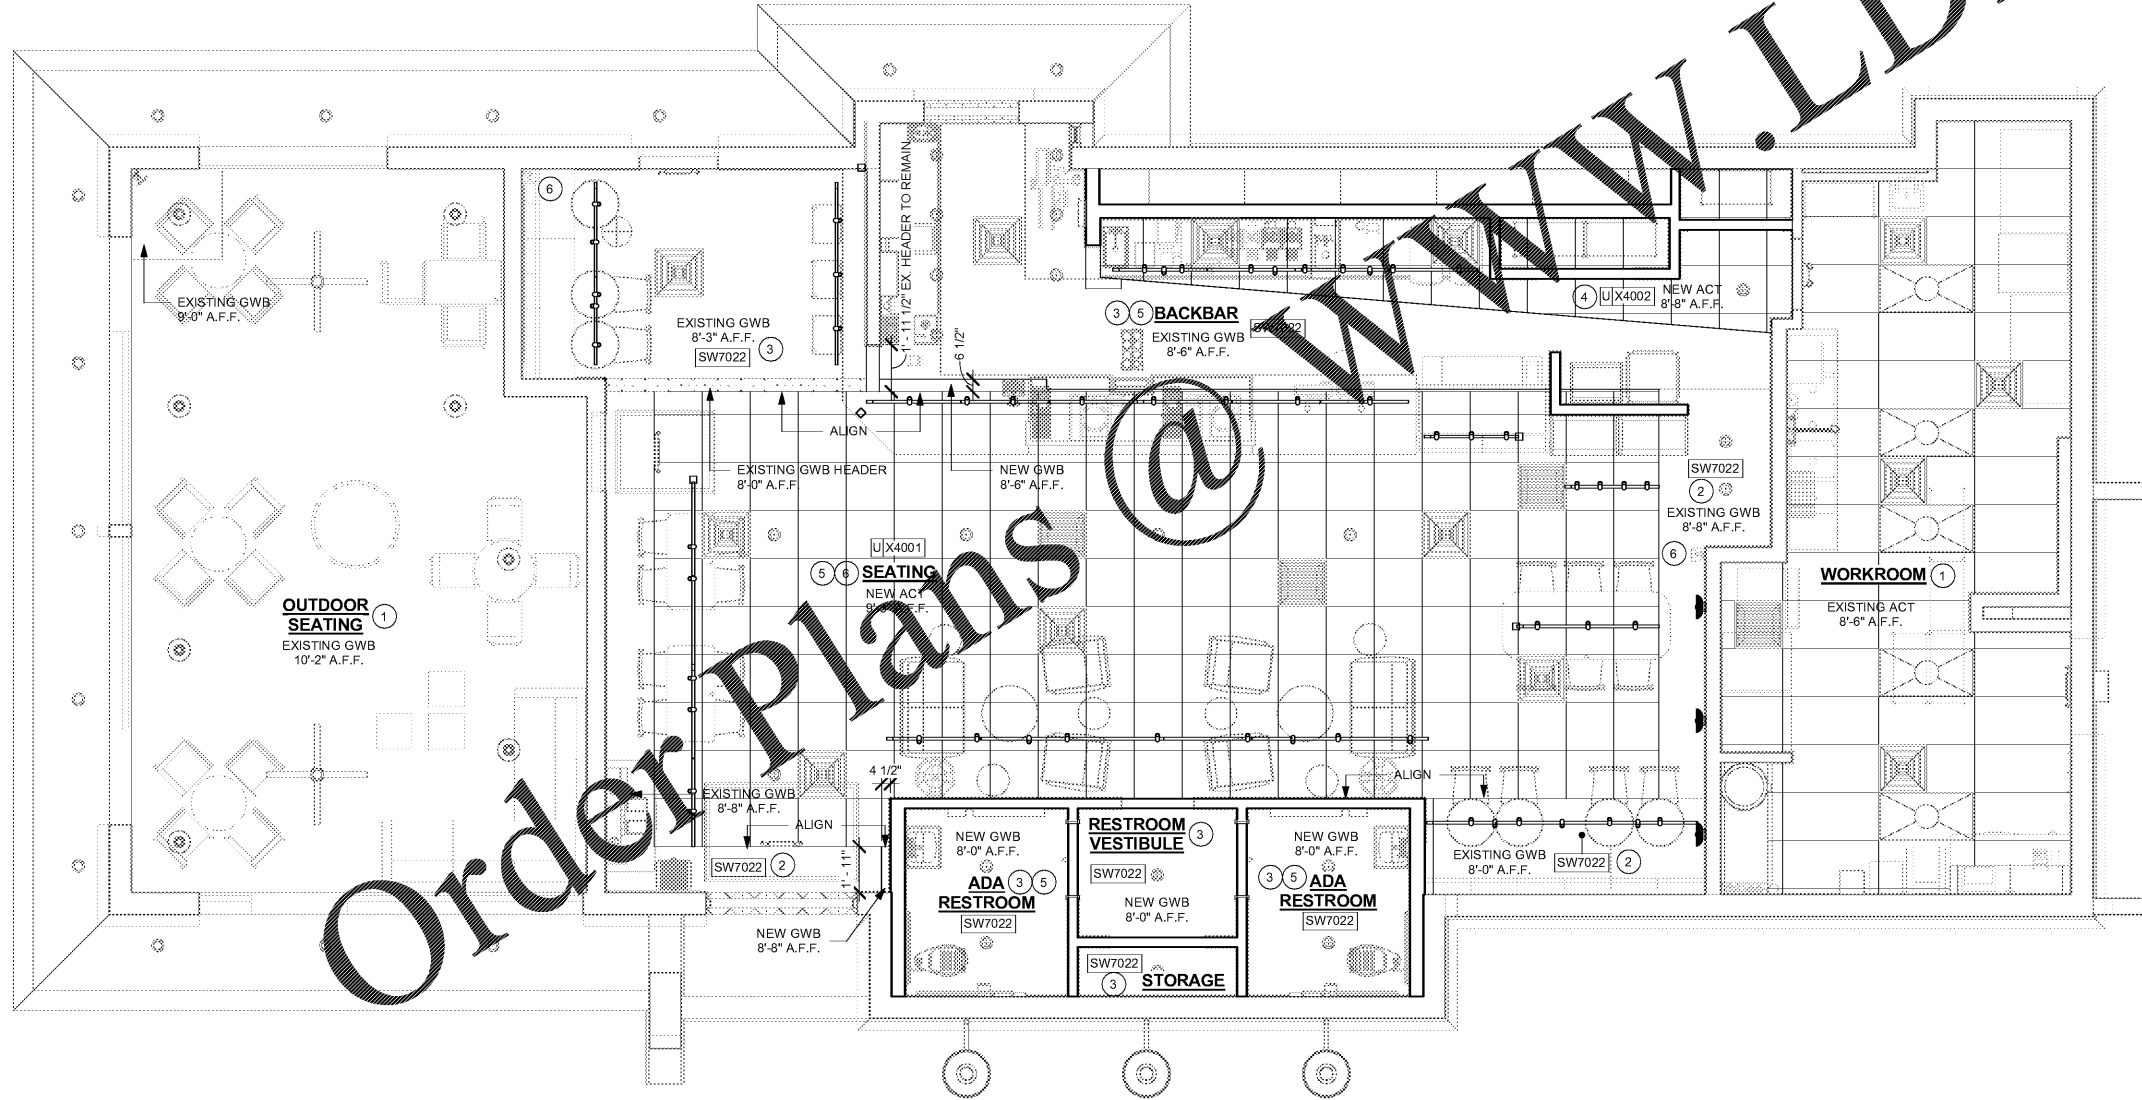 Order Plans @ WWW.LD
EXISTING GWB
9'-0" A.F.F.
6
EXISTING GWB
8'-3" A.F.F.
SW7022
3
1' - 11 1/2" EX. HEADER TO REMAIN
6 1/2"
3 5 BACKBAR
EXISTING GWB
8'-6" A.F.F.
SW7022
4 U X4002
NEW ACT
8'-8" A.F.F.
ALIGN
EXISTING GWB HEADER
8'-0" A.F.F.
NEW GWB
8'-6" A.F.F.
SW7022
2
EXISTING GWB
8'-8" A.F.F.
6
U X4001
5 6 SEATING
NEW ACT
WORKROOM 1
EXISTING ACT
8'-6" A.F.F.
OUTDOOR
SEATING 1
EXISTING GWB
10'-2" A.F.F.
4 1/2"
ALIGN
EXISTING GWB
8'-8" A.F.F.
ALIGN
1' - 11"
SW7022 2
NEW GWB
8'-8" A.F.F.
NEW GWB
8'-0" A.F.F.
ADA 3 5
RESTROOM
SW7022
RESTROOM
VESTIBULE 3
SW7022
NEW GWB
8'-0" A.F.F.
SW7022
3 STORAGE
NEW GWB
8'-0" A.F.F.
3 5 ADA
RESTROOM
SW7022
EXISTING GWB
8'-0" A.F.F.
SW7022 2